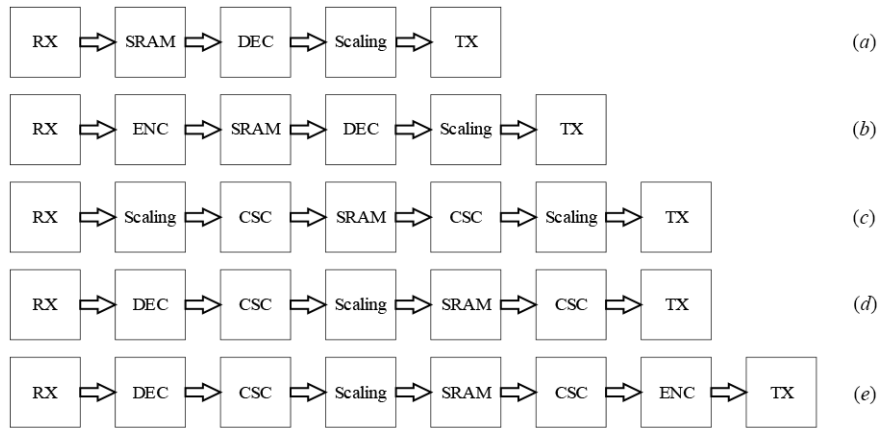 RX SRAM DEC Scaling TX (a)
RX ENC SRAM DEC Scaling TX (b)
RX Scaling CSC SRAM CSC Scaling TX (c)
RX DEC CSC Scaling SRAM CSC TX (d)
RX DEC CSC Scaling SRAM CSC ENC TX (e)